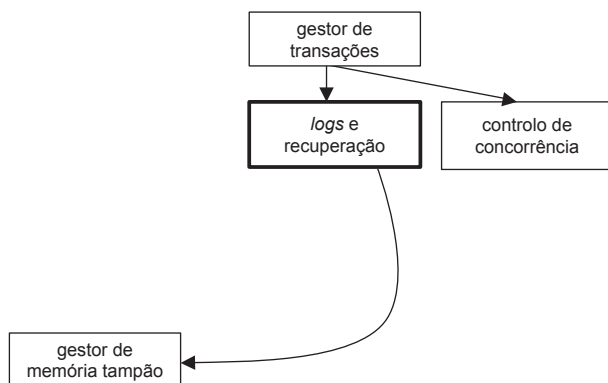 gestor de
transações
logs e
recuperação
controlo de
concorrência
gestor de
memória tampão